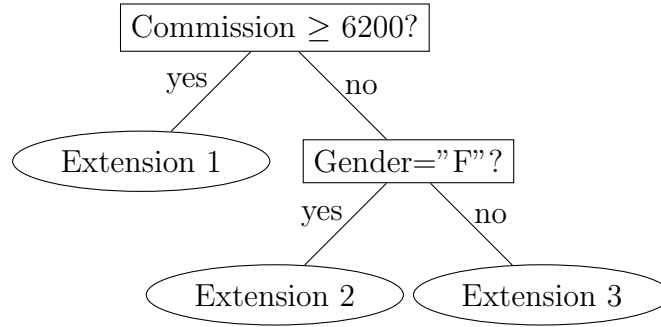 Commission ≥ 6200?
yes
no
Extension 1
Gender=”F”?
yes
no
Extension 2
Extension 3